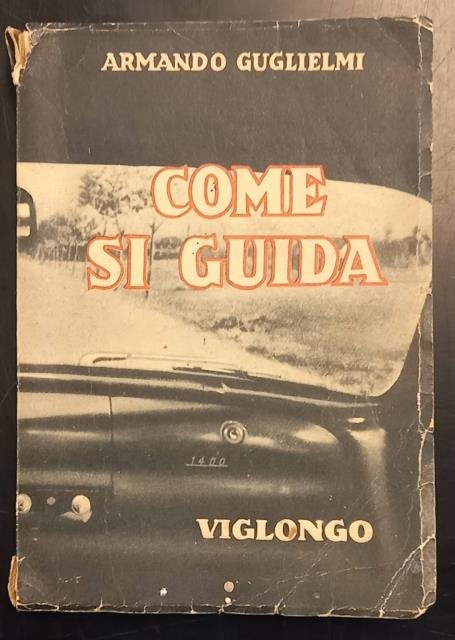 ARMANDO GUGLIELMI
COME
SI GUIDA
1400
VIGLONGO